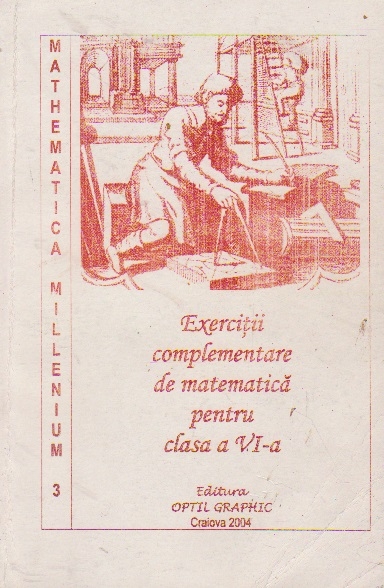 MATHEMATICA MILLENIUM 3
Exerciții
complementare
de matematică
pentru
clasa a VI-a
Editura
OPTIL GRAPHIC
Craiova 2004